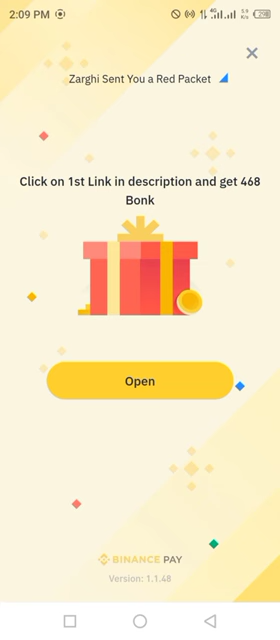 2:09 PM
Zarghi Sent You a Red Packet
Click on 1st Link in description and get 468
Bonk
Open
BINANCE PAY
Version: 1.1.48